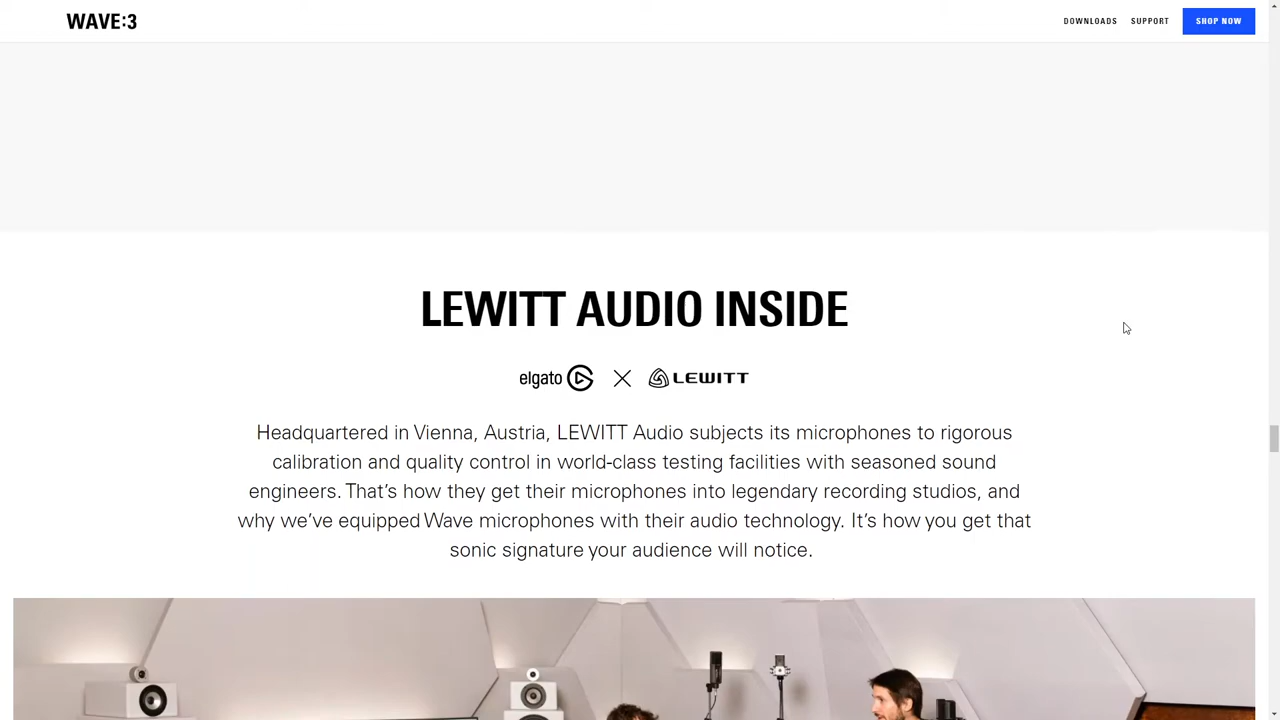 WAVE:3
DOWNLOADS SUPPORT SHOP NOW
LEWITT AUDIO INSIDE
elgato LEWITT
Headquartered in Vienna, Austria, LEWITT Audio subjects its microphones to rigorous
calibration and quality control in world-class testing facilities with seasoned sound
engineers. That’s how they get their microphones into legendary recording studios, and
why we’ve equipped Wave microphones with their audio technology. It’s how you get that
sonic signature your audience will notice.